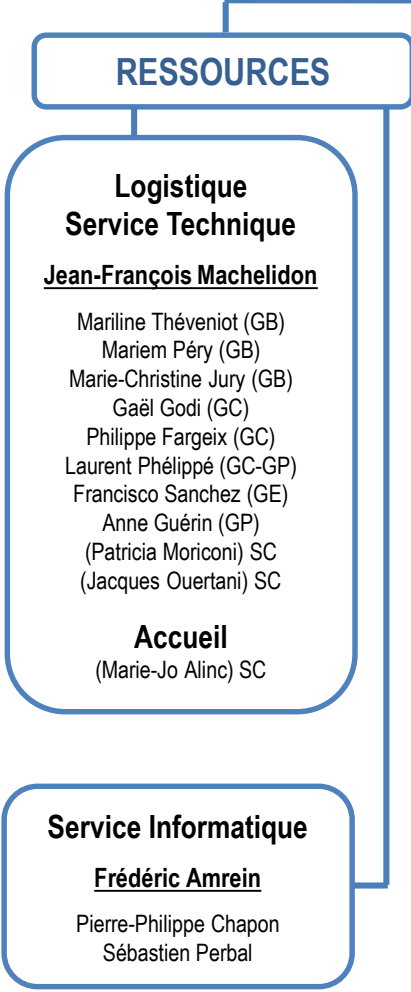 RESSOURCES
Logistique
Service Technique
Jean-François Machelidon
Mariline Théveniot (GB)
Mariem Péry (GB)
Marie-Christine Jury (GB)
Gaël Godi (GC)
Philippe Fargeix (GC)
Laurent Phélippé (GC-GP)
Francisco Sanchez (GE)
Anne Guérin (GP)
(Patricia Moriconi) SC
(Jacques Ouertani) SC
Accueil
(Marie-Jo Alinc) SC
Service Informatique
Frédéric Amrein
Pierre-Philippe Chapon
Sébastien Perbal